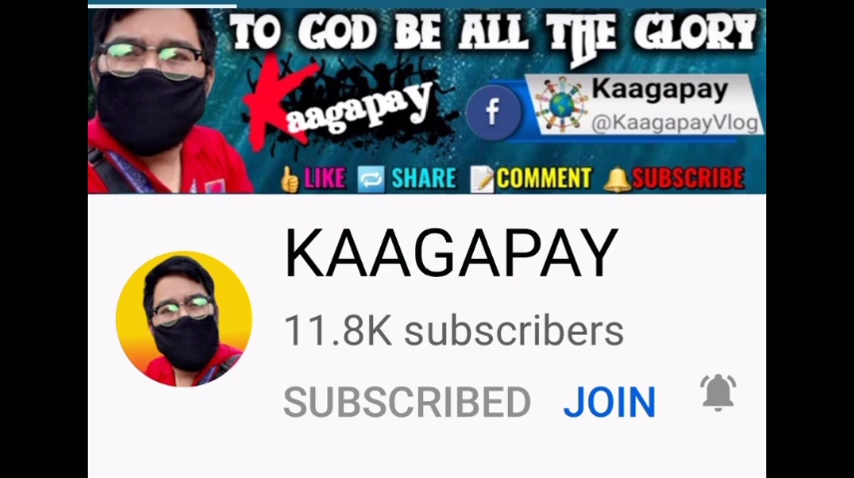 TO GOD BE ALL THE GLORY
Kaagapay
f
Kaagapay
@KaagapayVlog
LIKE SHARE COMMENT SUBSCRIBE
KAAGAPAY
11.8K subscribers
SUBSCRIBED JOIN